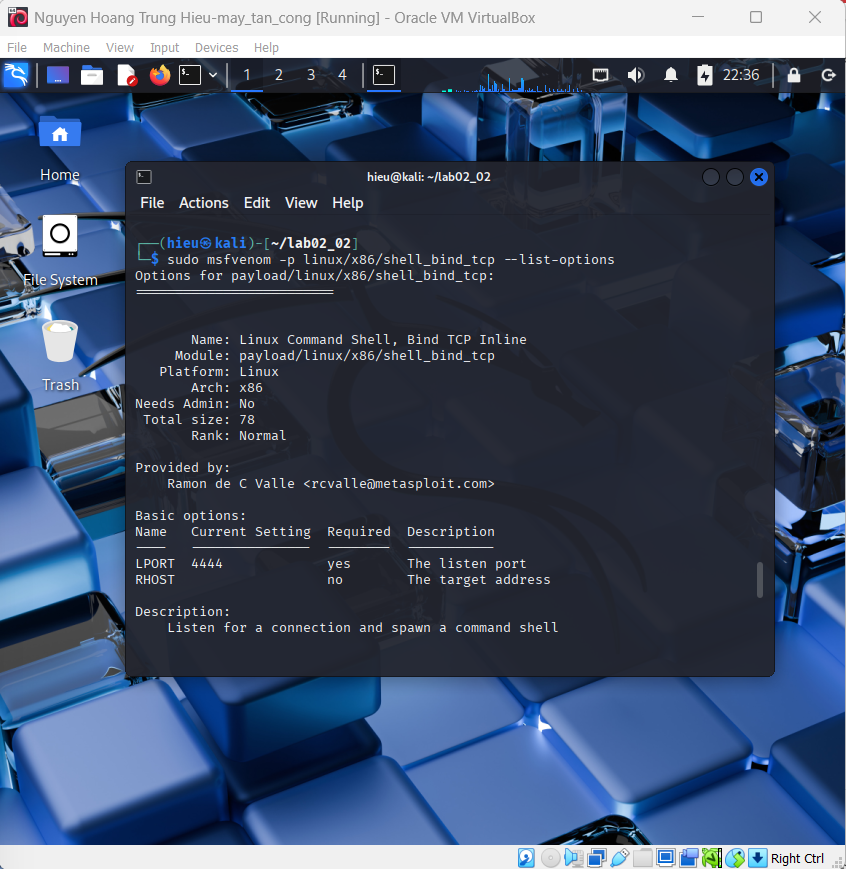 Nguyen Hoang Trung Hieu-may_tan_cong [Running] - Oracle VM VirtualBox
File Machine View Input Devices Help
1 2 3 4 22:36
Home
File System
Trash
hieu@kali: ~/lab02_02
File Actions Edit View Help
┌──(hieu㉿kali)-[~/lab02_02]
└─$ sudo msfvenom -p linux/x86/shell_bind_tcp --list-options
Options for payload/linux/x86/shell_bind_tcp:
=========================
Name: Linux Command Shell, Bind TCP Inline
Module: payload/linux/x86/shell_bind_tcp
Platform: Linux
Arch: x86
Needs Admin: No
Total size: 78
Rank: Normal
Provided by:
Ramon de C Valle <rcvalle@metasploit.com>
Basic options:
Name Current Setting Required Description
---- --------------- -------- -----------
LPORT 4444 yes The listen port
RHOST no The target address
Description:
Listen for a connection and spawn a command shell
Right Ctrl